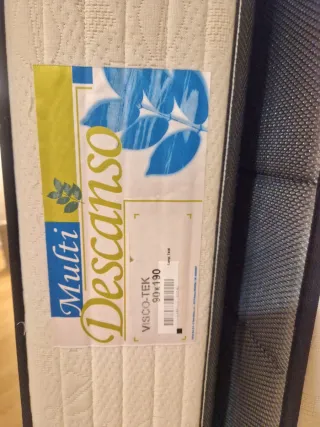 Multi
Descanso
VISCO-TEK
90x190